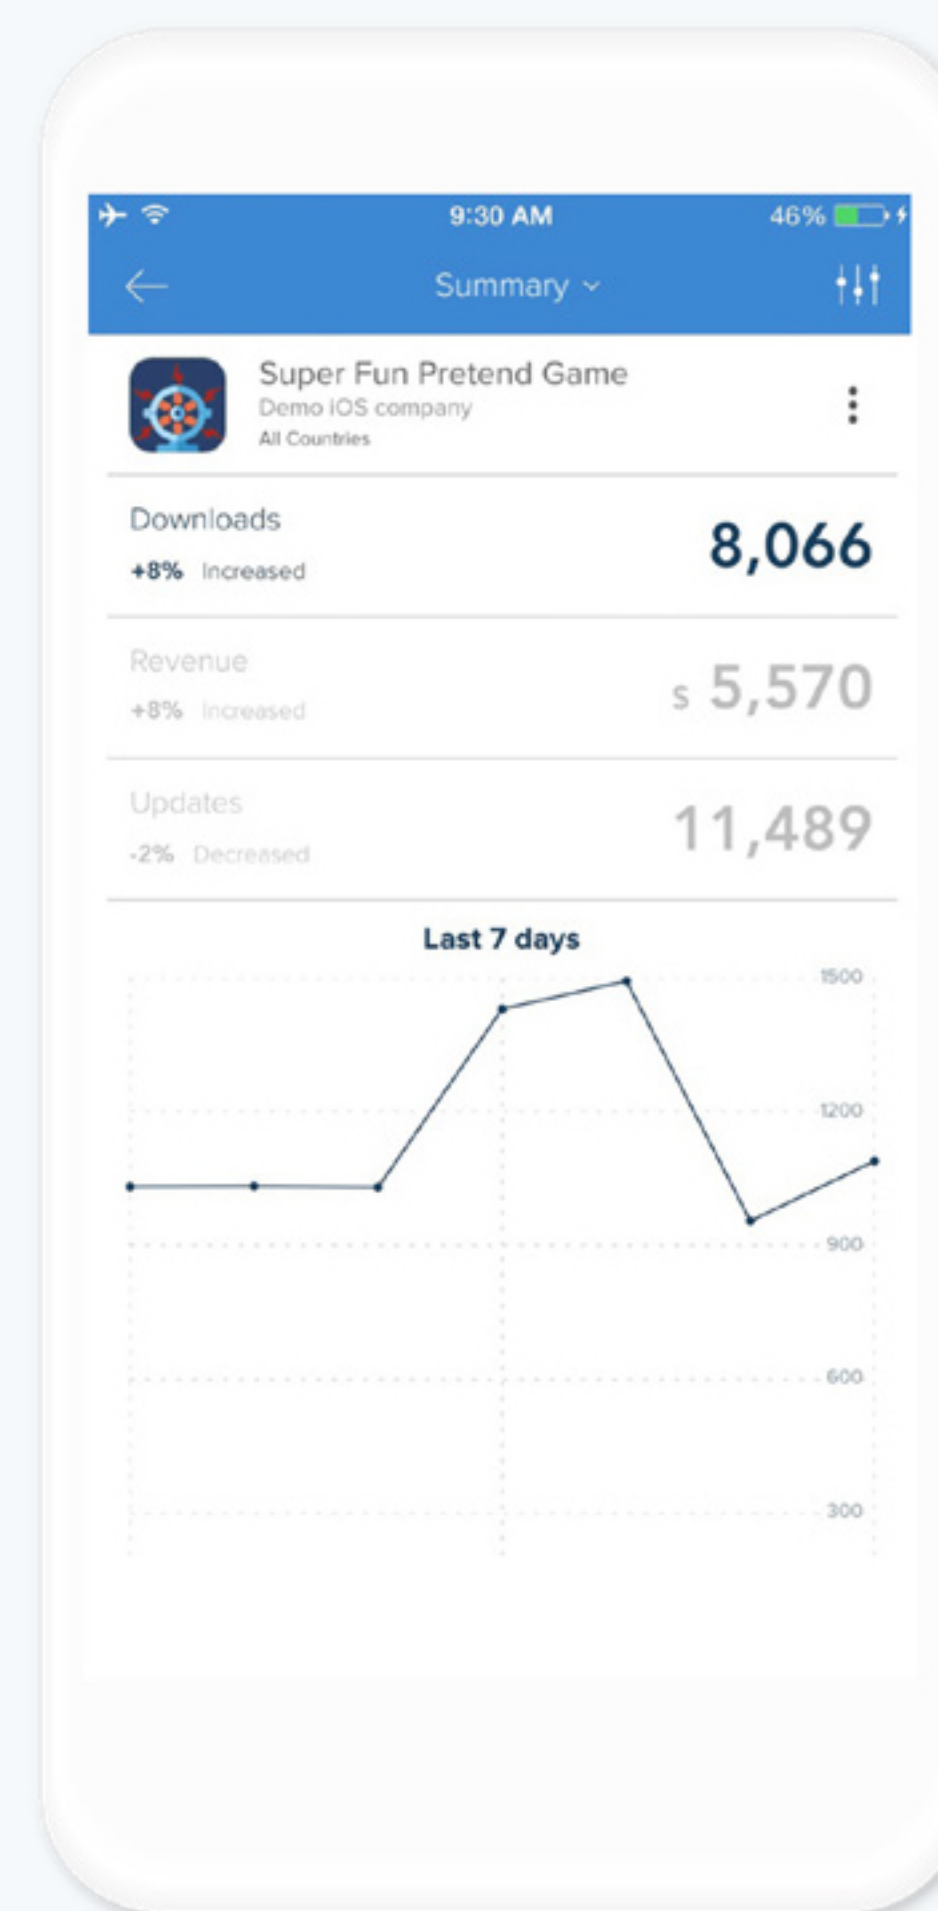 9:30 AM 46%
Summary
Super Fun Pretend Game
Demo iOS company
All Countries
Downloads
8,066
+8% Increased
Revenue
$ 5,570
+8% Increased
Updates
11,489
-2% Decreased
Last 7 days
1500
1200
900
600
300